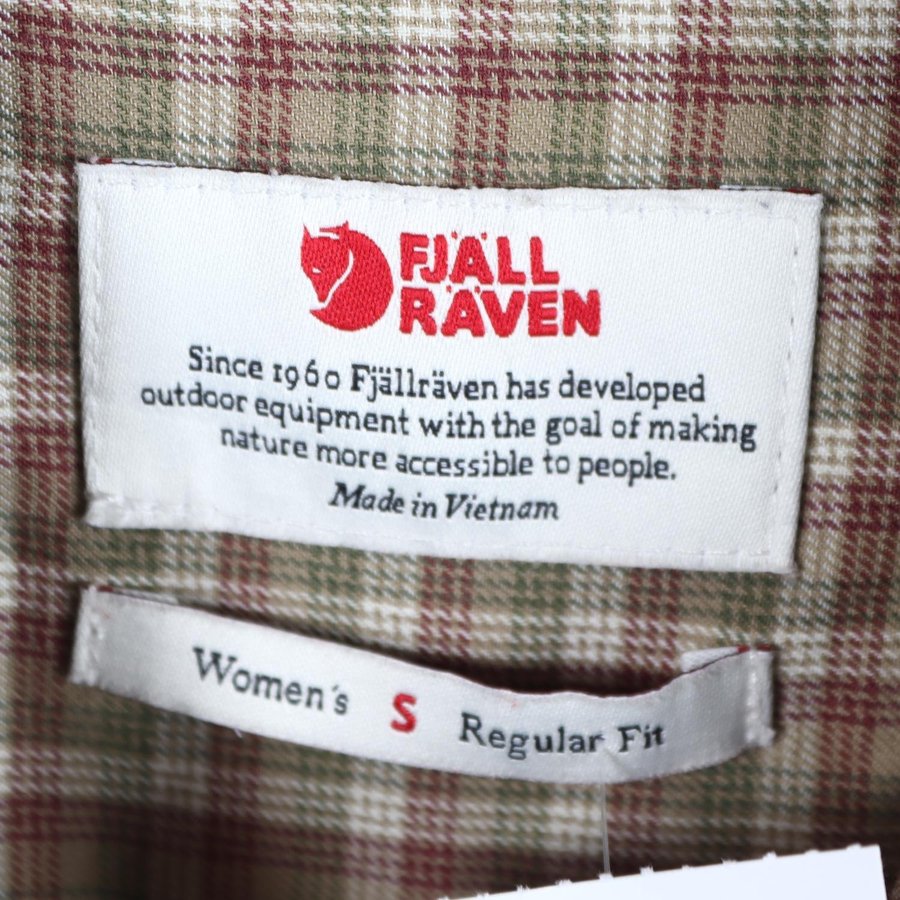 FJÄLL
RÄVEN
Since 1960 Fjällräven has developed
outdoor equipment with the goal of making
nature more accessible to people.
Made in Vietnam
Women´s S Regular Fit